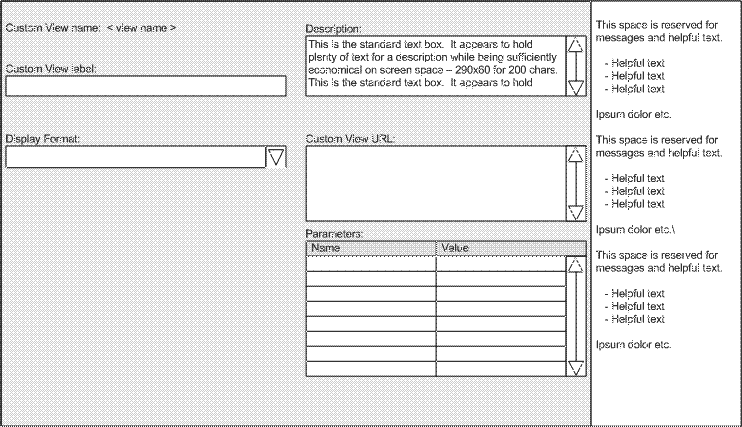 Custom View name: < view name >
Custom View label:
Display Format:
Description:
This is the standard text box. It appears to hold
plenty of text for a description while being sufficiently
economical on screen space – 290x60 for 200 chars.
This is the standard text box. It appears to hold
Custom View URL:
Parameters:
Name Value
This space is reserved for
messages and helpful text.
- Helpful text
- Helpful text
- Helpful text
Ipsum dolor etc.
This space is reserved for
messages and helpful text.
- Helpful text
- Helpful text
- Helpful text
Ipsum dolor etc.\
This space is reserved for
messages and helpful text.
- Helpful text
- Helpful text
- Helpful text
Ipsum dolor etc.